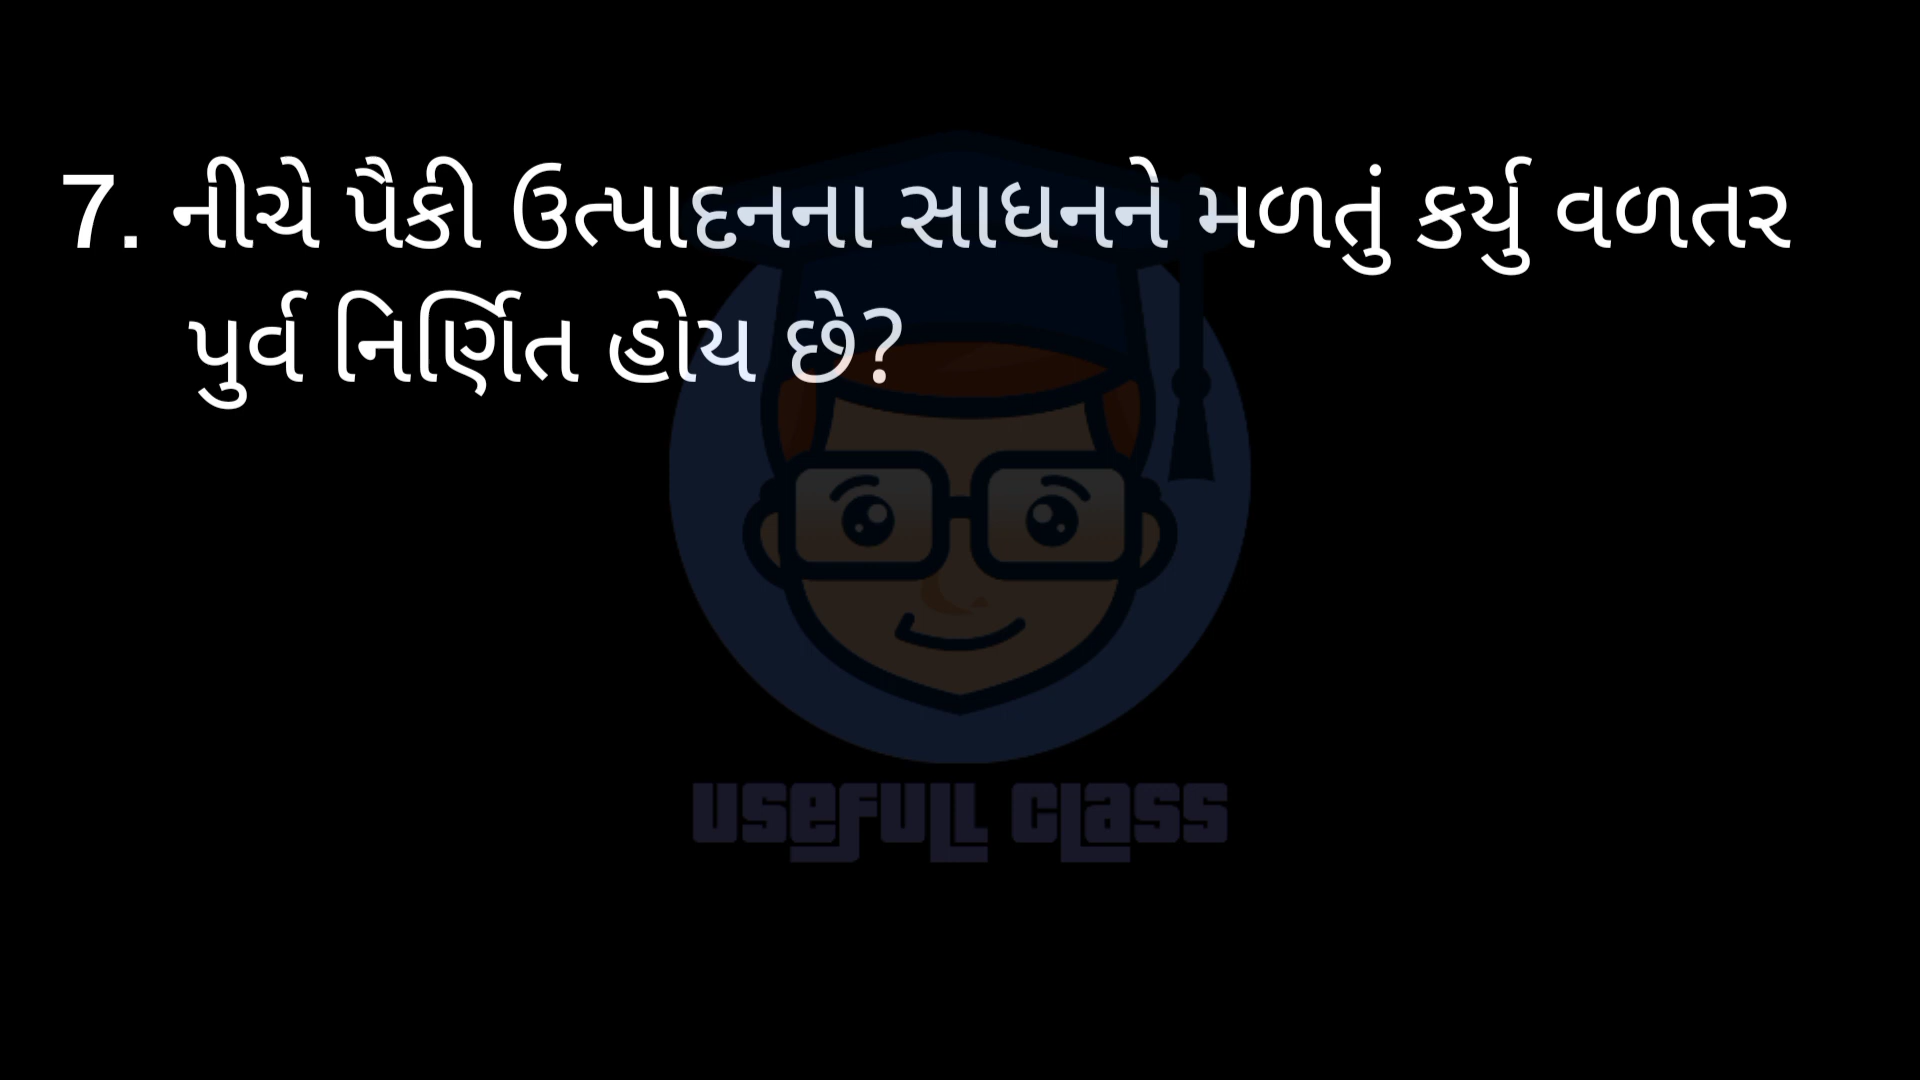 7. નીચે પૈકી ઉત્પાદનના સાધનને મળતું કર્યુ વળતર
પુર્વ નિર્ણિત હોય છે?
USEFULL CLASS